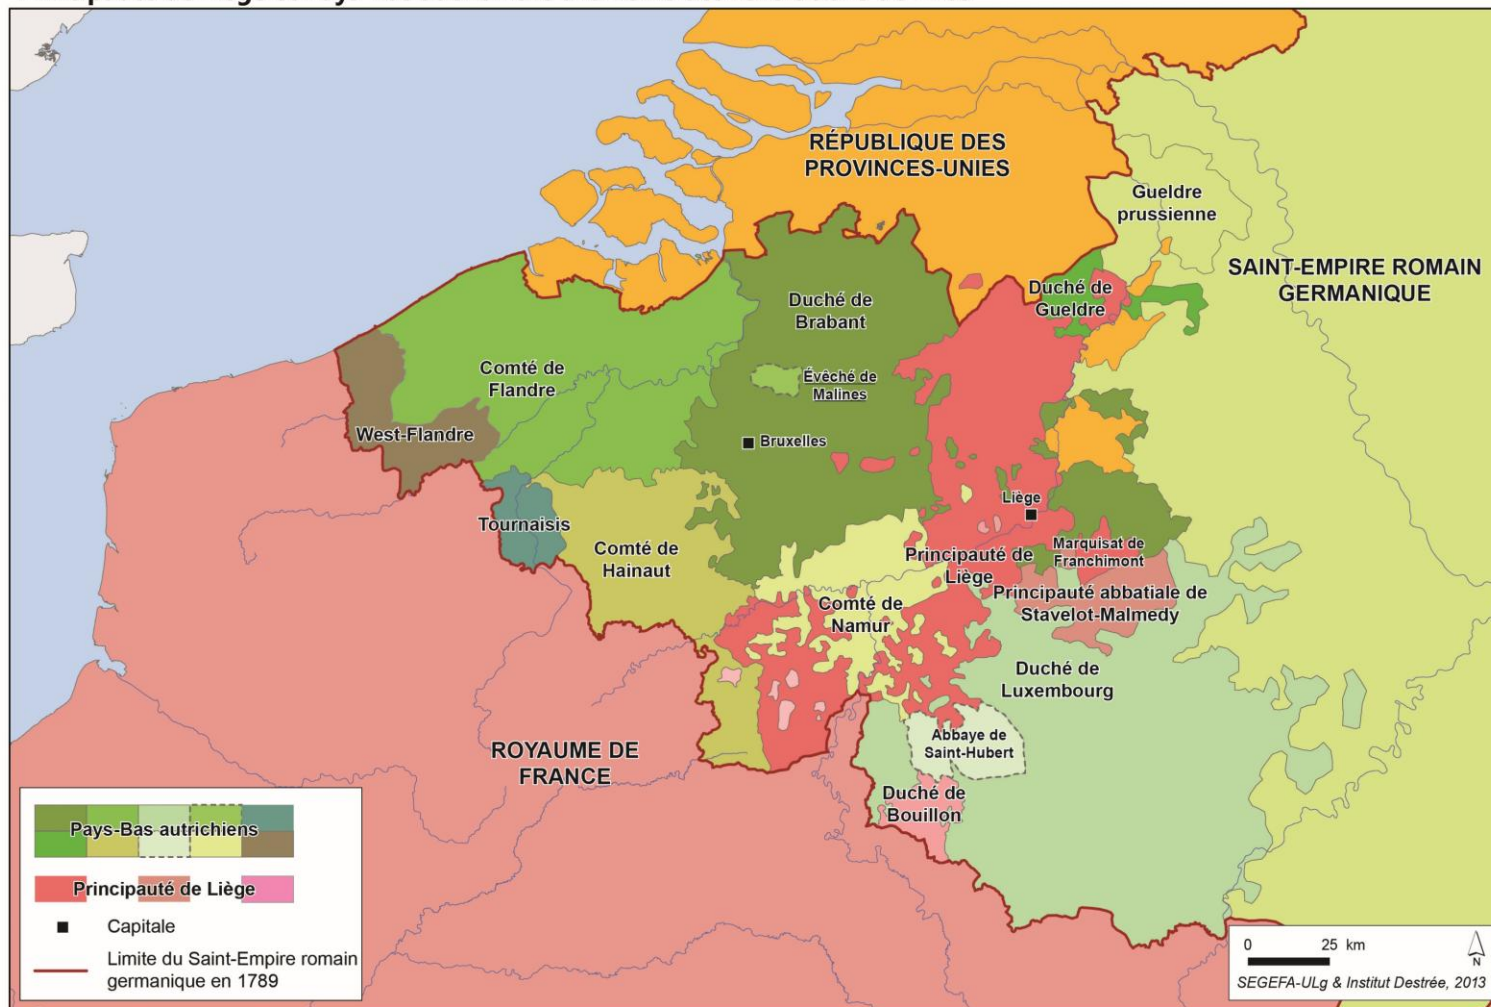 RÉPUBLIQUE DES
PROVINCES-UNIES
Gueldre
prussienne
SAINT-EMPIRE ROMAIN
GERMANIQUE
Duché de
Gueldre
Duché de
Brabant
Comté de
Flandre
Évêché de
Malines
West-Flandre
Bruxelles
Liège
Tournaisis
Comté de
Hainaut
Principauté de
Liège
Marquisat de
Franchimont
Principauté abbatiale de
Stavelot-Malmedy
Comté de
Namur
Duché de
Luxembourg
Abbaye de
Saint-Hubert
ROYAUME DE
FRANCE
Duché de
Bouillon
Pays-Bas autrichiens
Principauté de Liège
Capitale
Limite du Saint-Empire romain
germanique en 1789
0 25 km
N
SEGEFA-ULg & Institut Destrée, 2013